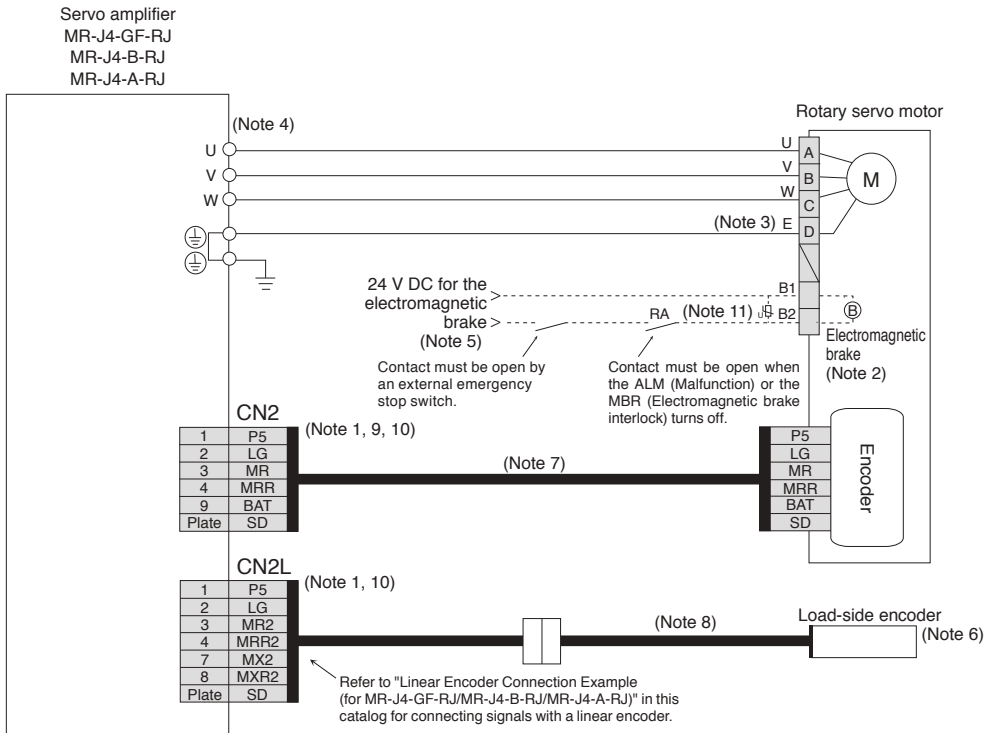 Servo amplifier
MR-J4-GF-RJ
MR-J4-B-RJ
MR-J4-A-RJ
Rotary servo motor
(Note 4)
U
U
A
V
V
B
M
W
W
C
(Note 3) E
D
24 V DC for the
electromagnetic
brake
(Note 5)
B1
RA
(Note 11)
U
B2
B
Electromagnetic
brake
(Note 2)
Contact must be open by
an external emergency
stop switch.
Contact must be open when
the ALM (Malfunction) or the
MBR (Electromagnetic brake
interlock) turns off.
CN2
(Note 1, 9, 10)
1 P5
2 LG
3 MR
4 MRR
9 BAT
Plate SD
(Note 7)
P5
LG
MR
MRR
BAT
SD
Encoder
CN2L
(Note 1, 10)
1 P5
2 LG
3 MR2
4 MRR2
7 MX2
8 MXR2
Plate SD
(Note 8)
Load-side encoder
(Note 6)
Refer to "Linear Encoder Connection Example
(for MR-J4-GF-RJ/MR-J4-B-RJ/MR-J4-A-RJ)" in this
catalog for connecting signals with a linear encoder.